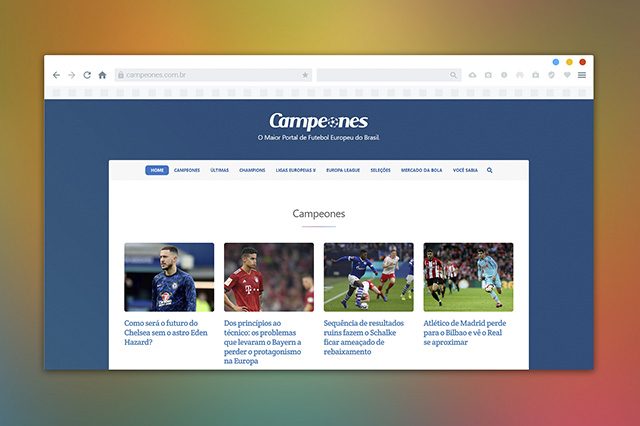 campeones.com.br
Campeones
O Maior Portal de Futebol Europeu do Brasil.
HOME CAMPEONES ÚLTIMAS CHAMPIONS LIGAS EUROPEIAS EUROPA LEAGUE SELEÇÕES MERCADO DA BOLA VOCÊ SABIA
Campeones
Como será o futuro do
Chelsea sem o astro Eden
Hazard?
Dos princípios ao
técnico: os problemas
que levaram o Bayern a
perder o protagonismo
na Europa
Sequência de resultados
ruins fazem o Schalke
ficar ameaçado de
rebaixamento
Atlético de Madrid perde
para o Bilbao e vê o Real
se aproximar